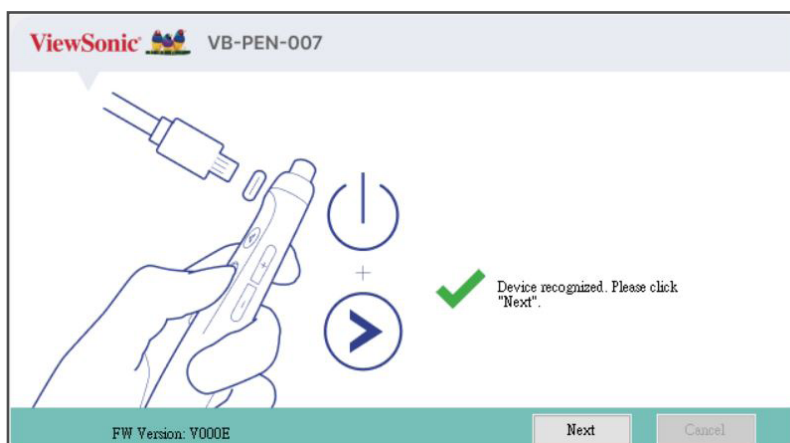 ViewSonic VB-PEN-007
Device recognized. Please click
"Next".
FW Version: V000E
Next
Cancel